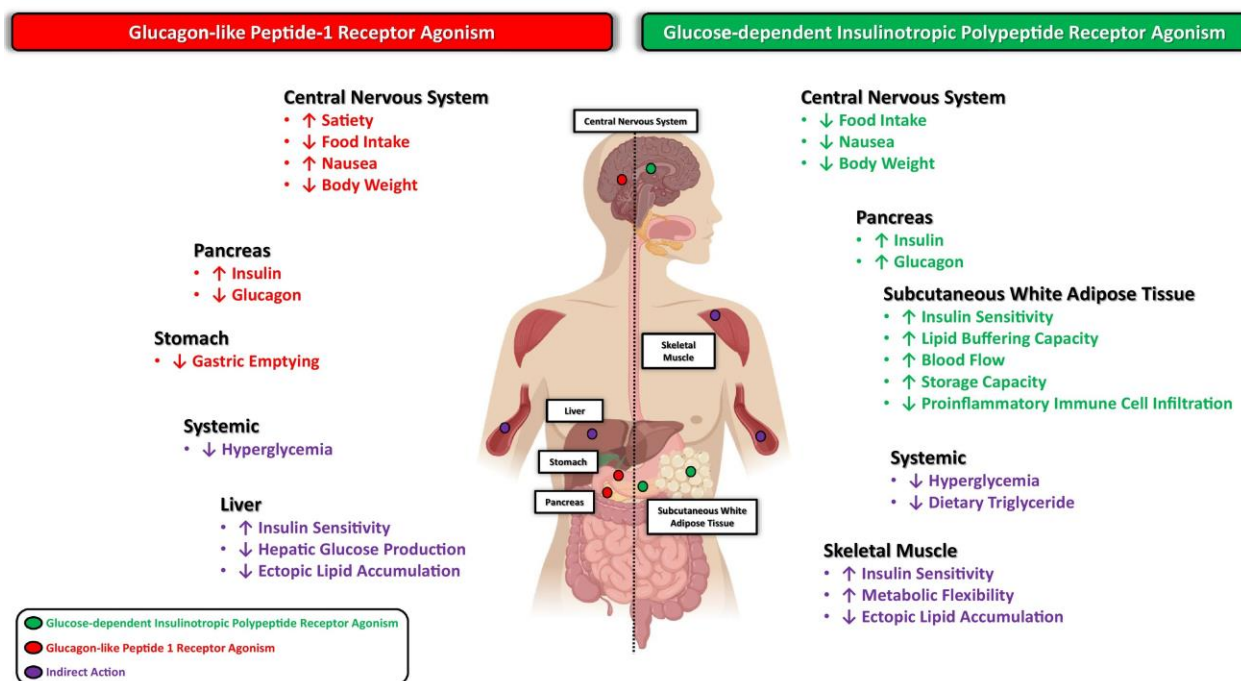 Glucagon-like Peptide-1 Receptor Agonism
Glucose-dependent Insulinotropic Polypeptide Receptor Agonism
Central Nervous System
• ↑ Satiety
• ↓ Food Intake
• ↑ Nausea
• ↓ Body Weight
Pancreas
• ↑ Insulin
• ↓ Glucagon
Stomach
• ↓ Gastric Emptying
Systemic
• ↓ Hyperglycemia
Liver
• ↑ Insulin Sensitivity
• ↓ Hepatic Glucose Production
• ↓ Ectopic Lipid Accumulation
Central Nervous System
Skeletal
Muscle
Liver
Stomach
Pancreas
Subcutaneous White
Adipose Tissue
Central Nervous System
• ↓ Food Intake
• ↓ Nausea
• ↓ Body Weight
Pancreas
• ↑ Insulin
• ↑ Glucagon
Subcutaneous White Adipose Tissue
• ↑ Insulin Sensitivity
• ↑ Lipid Buffering Capacity
• ↑ Blood Flow
• ↑ Storage Capacity
• ↓ Proinflammatory Immune Cell Infiltration
Systemic
• ↓ Hyperglycemia
• ↓ Dietary Triglyceride
Skeletal Muscle
• ↑ Insulin Sensitivity
• ↑ Metabolic Flexibility
• ↓ Ectopic Lipid Accumulation
Glucose-dependent Insulinotropic Polypeptide Receptor Agonism
Glucagon-like Peptide 1 Receptor Agonism
Indirect Action